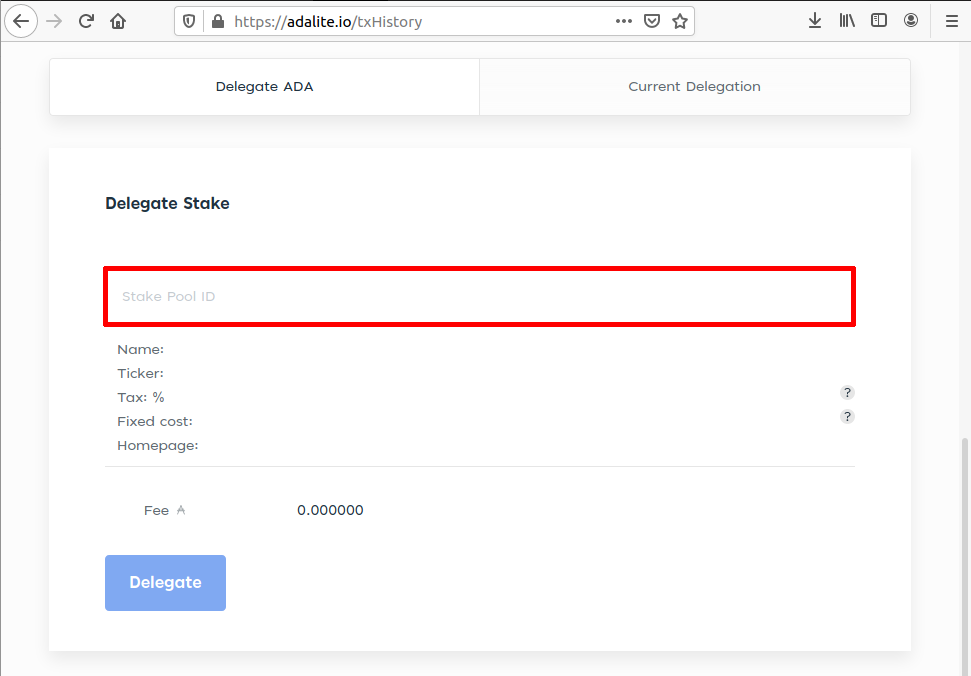 https://adalite.io/txHistory
Delegate ADA
Current Delegation
Delegate Stake
Stake Pool ID
Name:
Ticker:
Tax: %
?
Fixed cost:
?
Homepage:
Fee ₳
0.000000
Delegate